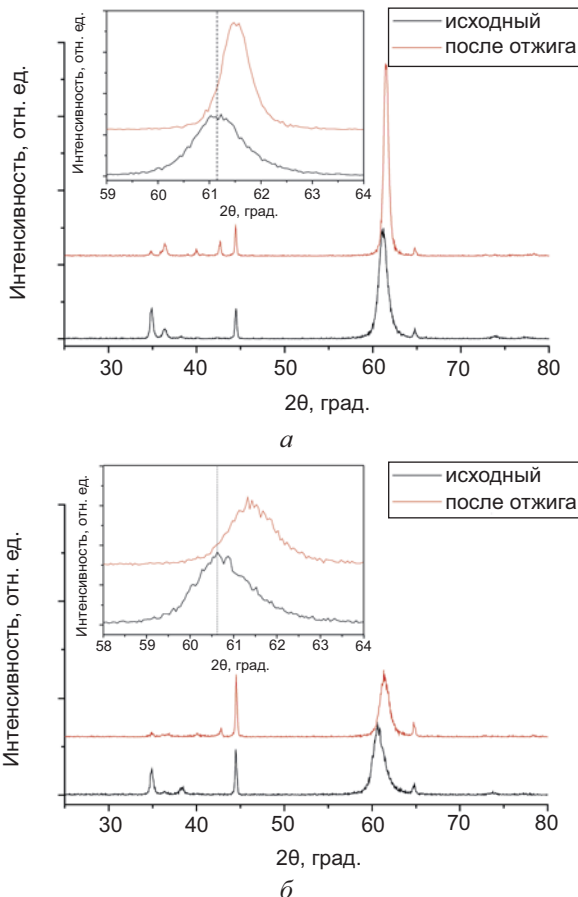 исходный
после отжига
Интенсивность, отн. ед.
Интенсивность, отн. ед.
59 60 61 62 63 64
2θ, град.
30 40 50 60 70 80
2θ, град.
а
исходный
после отжига
Интенсивность, отн. ед.
Интенсивность, отн. ед.
58 59 60 61 62 63 64
2θ, град.
30 40 50 60 70 80
2θ, град.
б